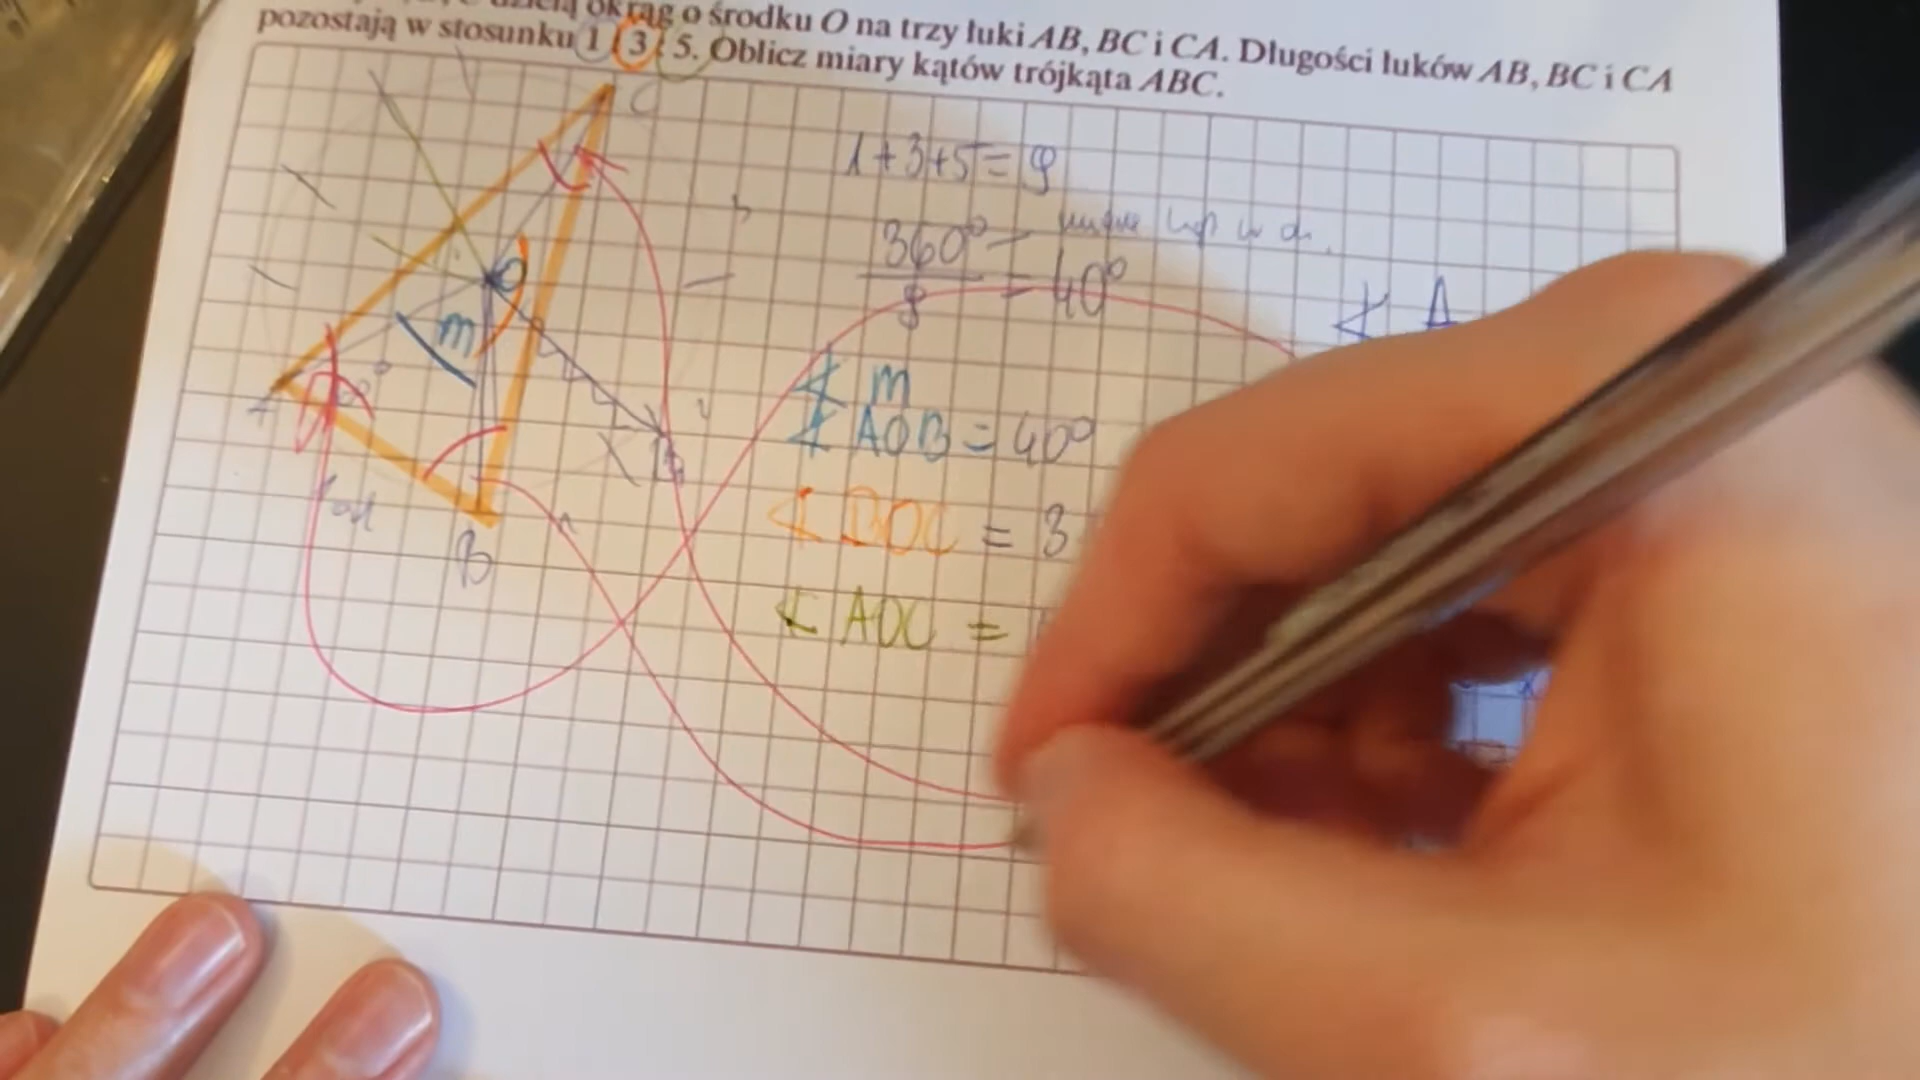 okrąg o środku O na trzy łuki AB, BC i CA. Długości łuków AB, BC i CA
pozostają w stosunku 1 : 3 : 5. Oblicz miary kątów trójkąta ABC.
C
1+3+5=9
360°
9
= 40°
O
m
∢ A
∢ m
∢ AOB = 40°
A
∢ BOC = 3
B
∢ AOC =